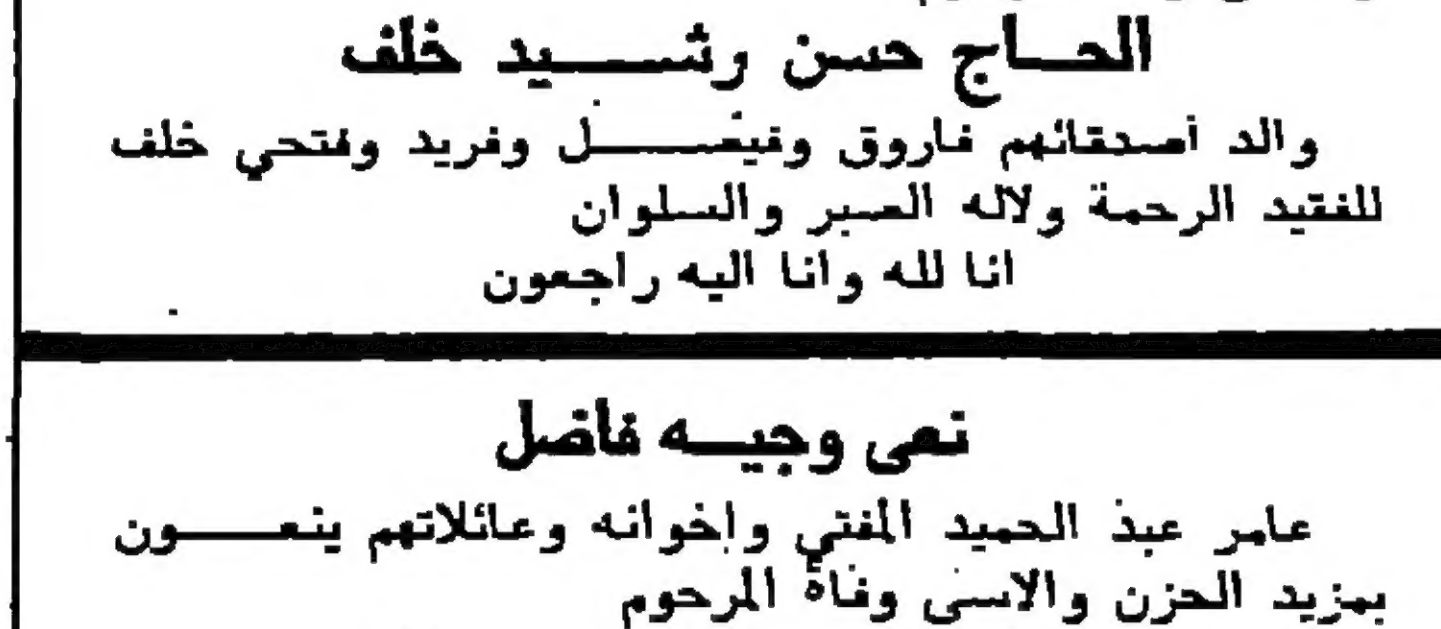 الحاج حسن رشيد خلف
والد أصدقائهم فاروق وفيصل وفريد وفتحي خلف
للفقيد الرحمة ولاله الصبر والسلوان
انا لله وانا اليه راجعون
نعي وجيه فاضل
عامر عبد الحميد المفتي وإخوانه وعائلاتهم ينعون
بمزيد الحزن والاسى وفاة المرحوم